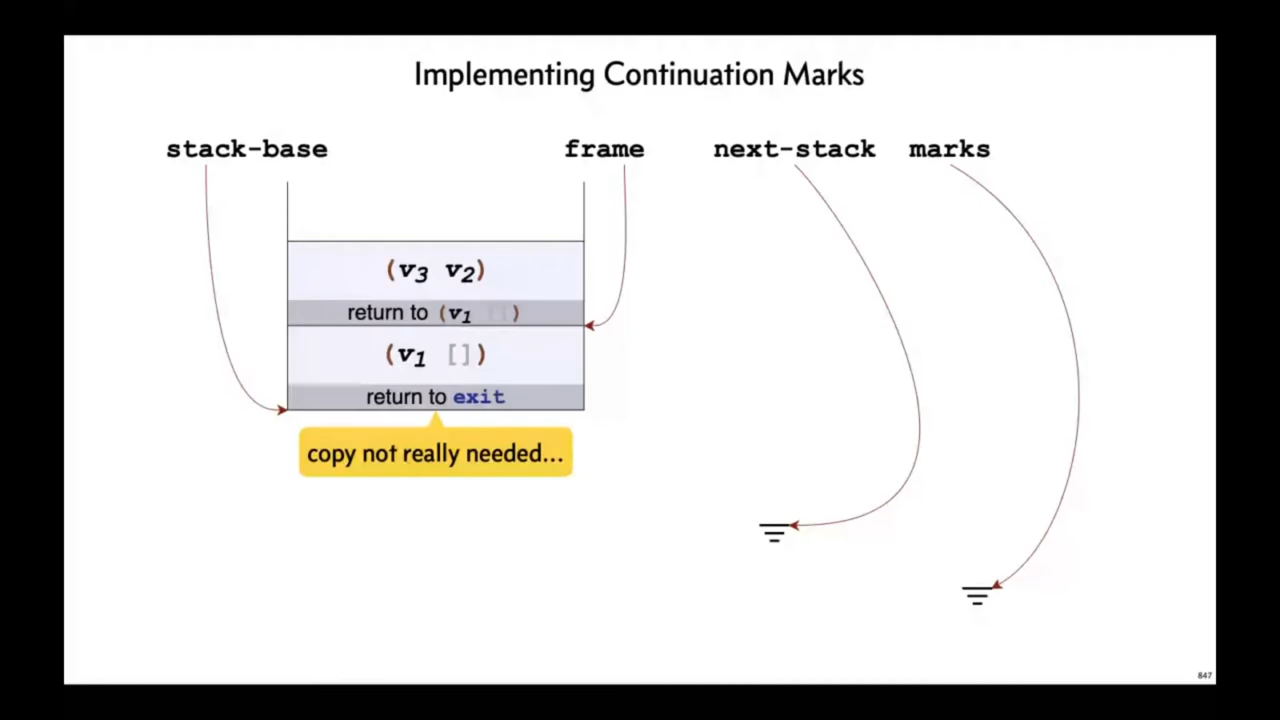 Implementing Continuation Marks
stack-base frame next-stack marks
(v3 v2)
return to (v1 [])
(v1 [])
return to exit
copy not really needed...
847